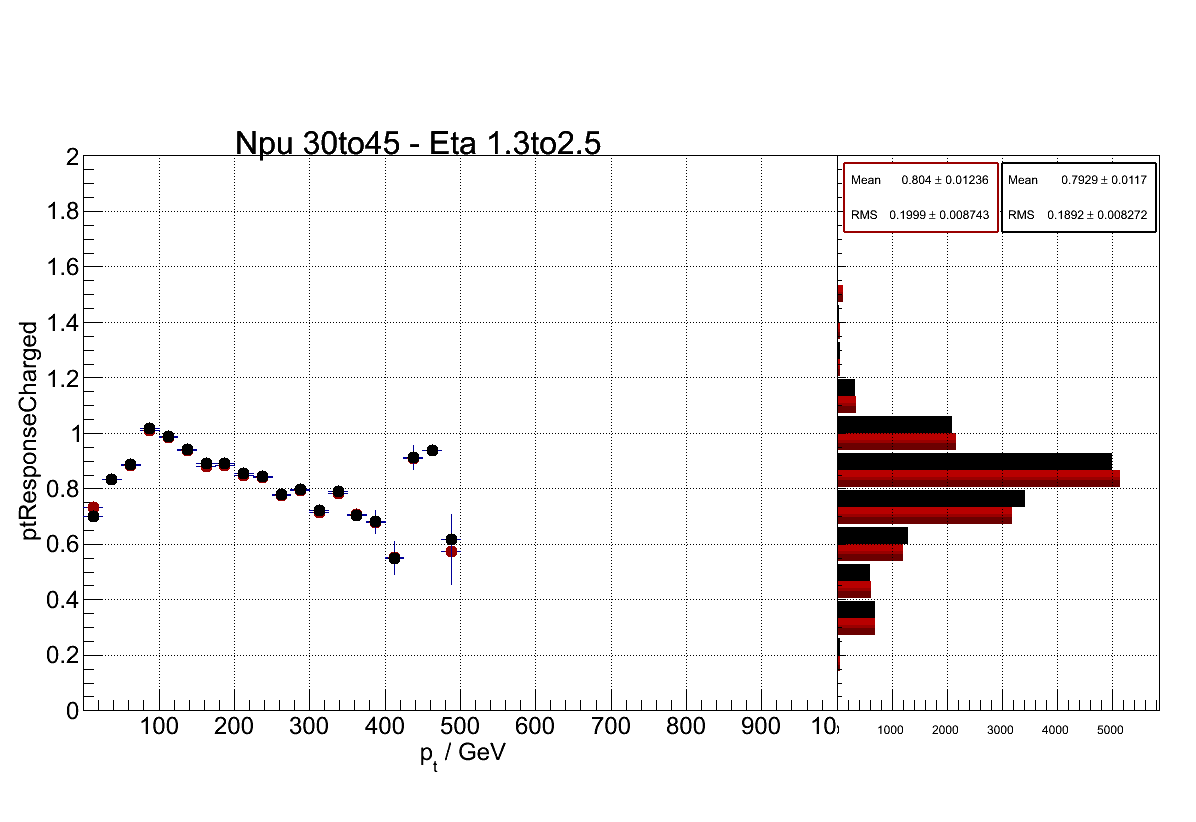 Npu 30to45 - Eta 1.3to2.5
ptResponseCharged
2
1.8
1.6
1.4
1.2
1
0.8
0.6
0.4
0.2
0
100 200 300 400 500 600 700 800 900 10
p_t / GeV
Mean 0.804 ± 0.01236
RMS 0.1999 ± 0.008743
Mean 0.7929 ± 0.0117
RMS 0.1892 ± 0.008272
1000 2000 3000 4000 5000